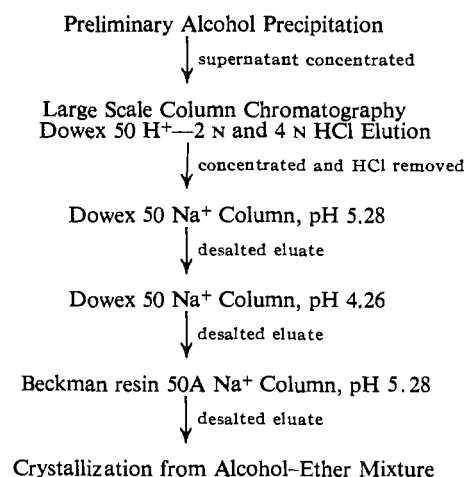 Preliminary Alcohol Precipitation
supernatant concentrated
Large Scale Column Chromatography
Dowex 50 H⁺—2 N and 4 N HCl Elution
concentrated and HCl removed
Dowex 50 Na⁺ Column, pH 5.28
desalted eluate
Dowex 50 Na⁺ Column, pH 4.26
desalted eluate
Beckman resin 50A Na⁺ Column, pH 5.28
desalted eluate
Crystallization from Alcohol–Ether Mixture